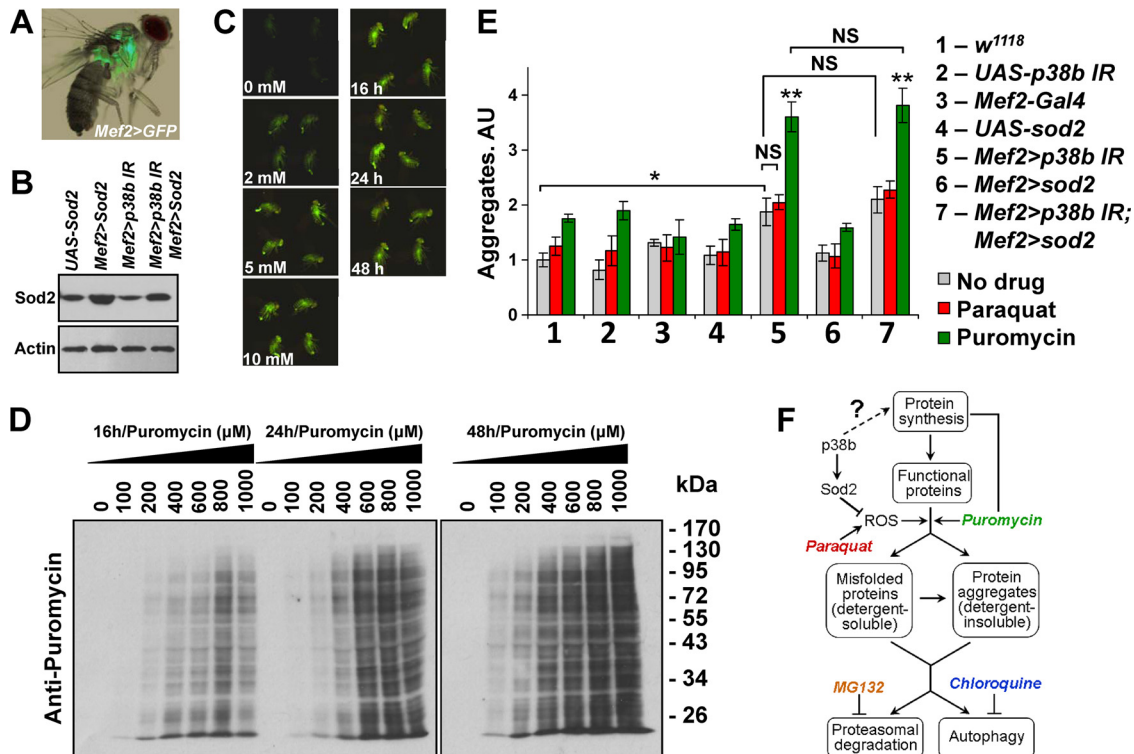 A
Mef2>GFP
B
UAS-Sod2
Mef2>Sod2
Mef2>p38b IR
Mef2>p38b IR
Mef2>Sod2
Sod2
Actin
C
0 mM
2 mM
5 mM
10 mM
16 h
24 h
48 h
D
16h/Puromycin (µM)
24h/Puromycin (µM)
48h/Puromycin (µM)
0 100 200 400 600 800 1000
0 100 200 400 600 800 1000
0 100 200 400 600 800 1000
kDa
- 170
- 130
- 95
- 72
- 55
- 43
- 34
- 26
Anti-Puromycin
E
Aggregates. AU
4
3
2
1
0
*
NS
**
NS
NS
**
1 2 3 4 5 6 7
1 – w1118
2 – UAS-p38b IR
3 – Mef2-Gal4
4 – UAS-sod2
5 – Mef2>p38b IR
6 – Mef2>sod2
7 – Mef2>p38b IR;
Mef2>sod2
No drug
Paraquat
Puromycin
F
?
Protein
synthesis
p38b
Functional
proteins
Sod2
ROS
Puromycin
Paraquat
Misfolded
proteins
(detergent-
soluble)
Protein
aggregates
(detergent-
insoluble)
MG132
Chloroquine
Proteasomal
degradation
Autophagy